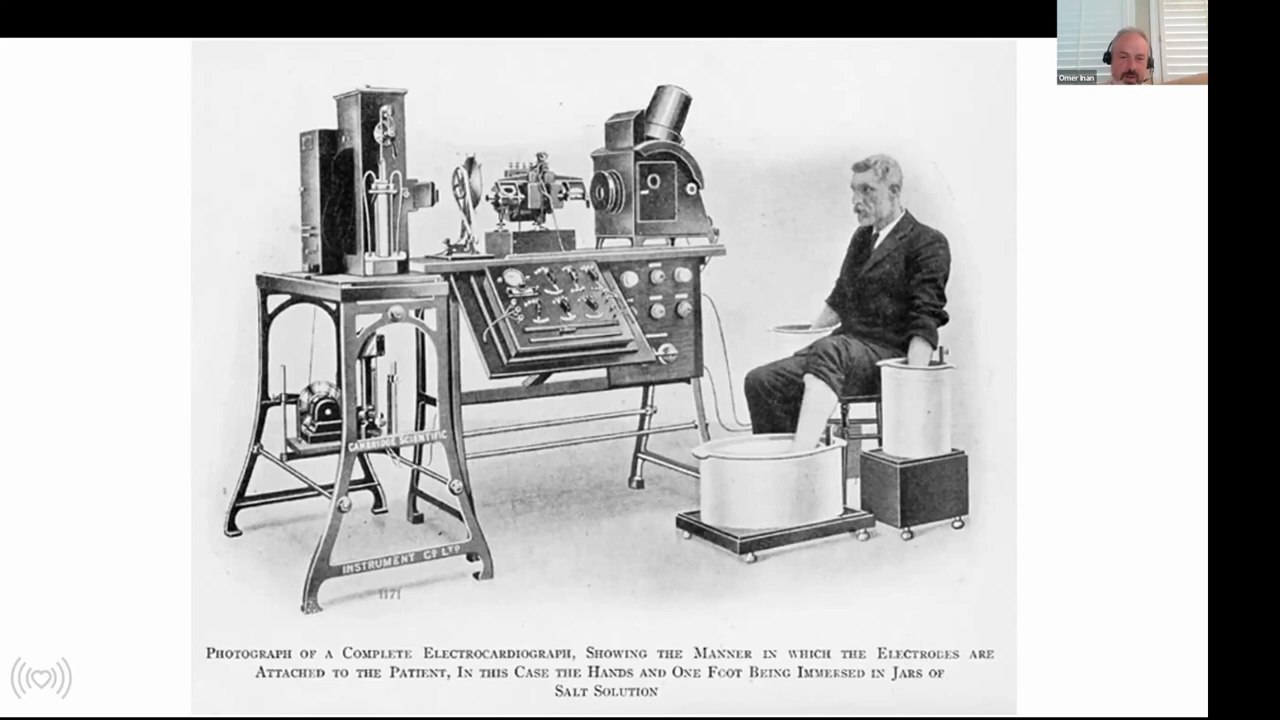 Omer Inan
CAMBRIDGE SCIENTIFIC
INSTRUMENT Co LTD
1171
PHOTOGRAPH OF A COMPLETE ELECTROCARDIOGRAPH, SHOWING THE MANNER IN WHICH THE ELECTRODES ARE
ATTACHED TO THE PATIENT, IN THIS CASE THE HANDS AND ONE FOOT BEING IMMERSED IN JARS OF
SALT SOLUTION